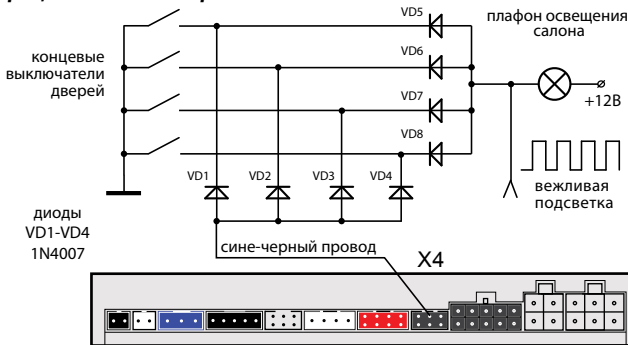 VD5
плафон освещения
салона
концевые
выключатели
дверей
VD6
+12В
VD7
VD8
VD1
VD2
VD3
VD4
вежливая
подсветка
диоды
VD1-VD4
1N4007
сине-черный провод
X4